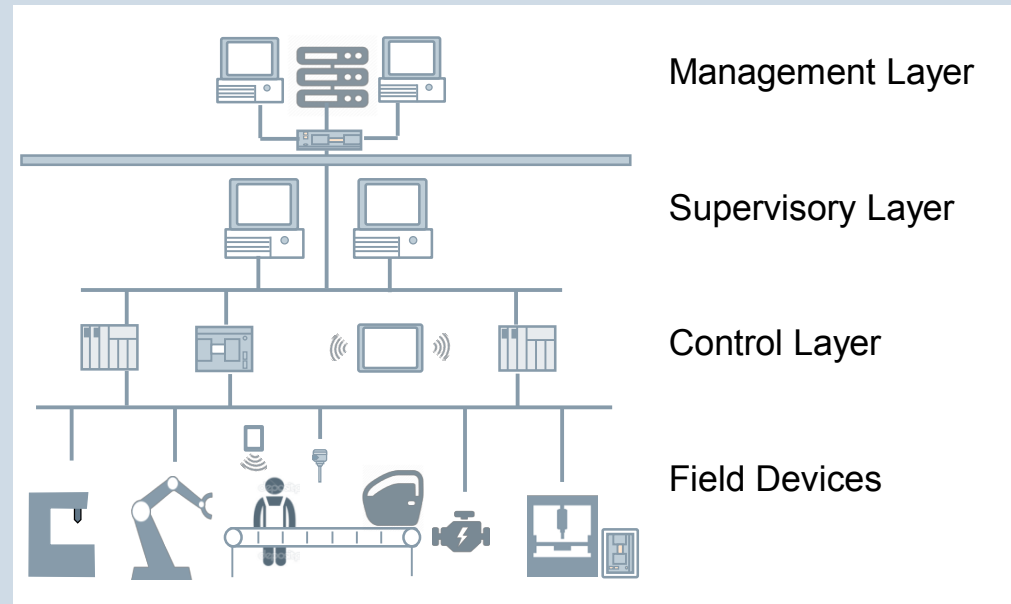 Management Layer
Supervisory Layer
Control Layer
Field Devices